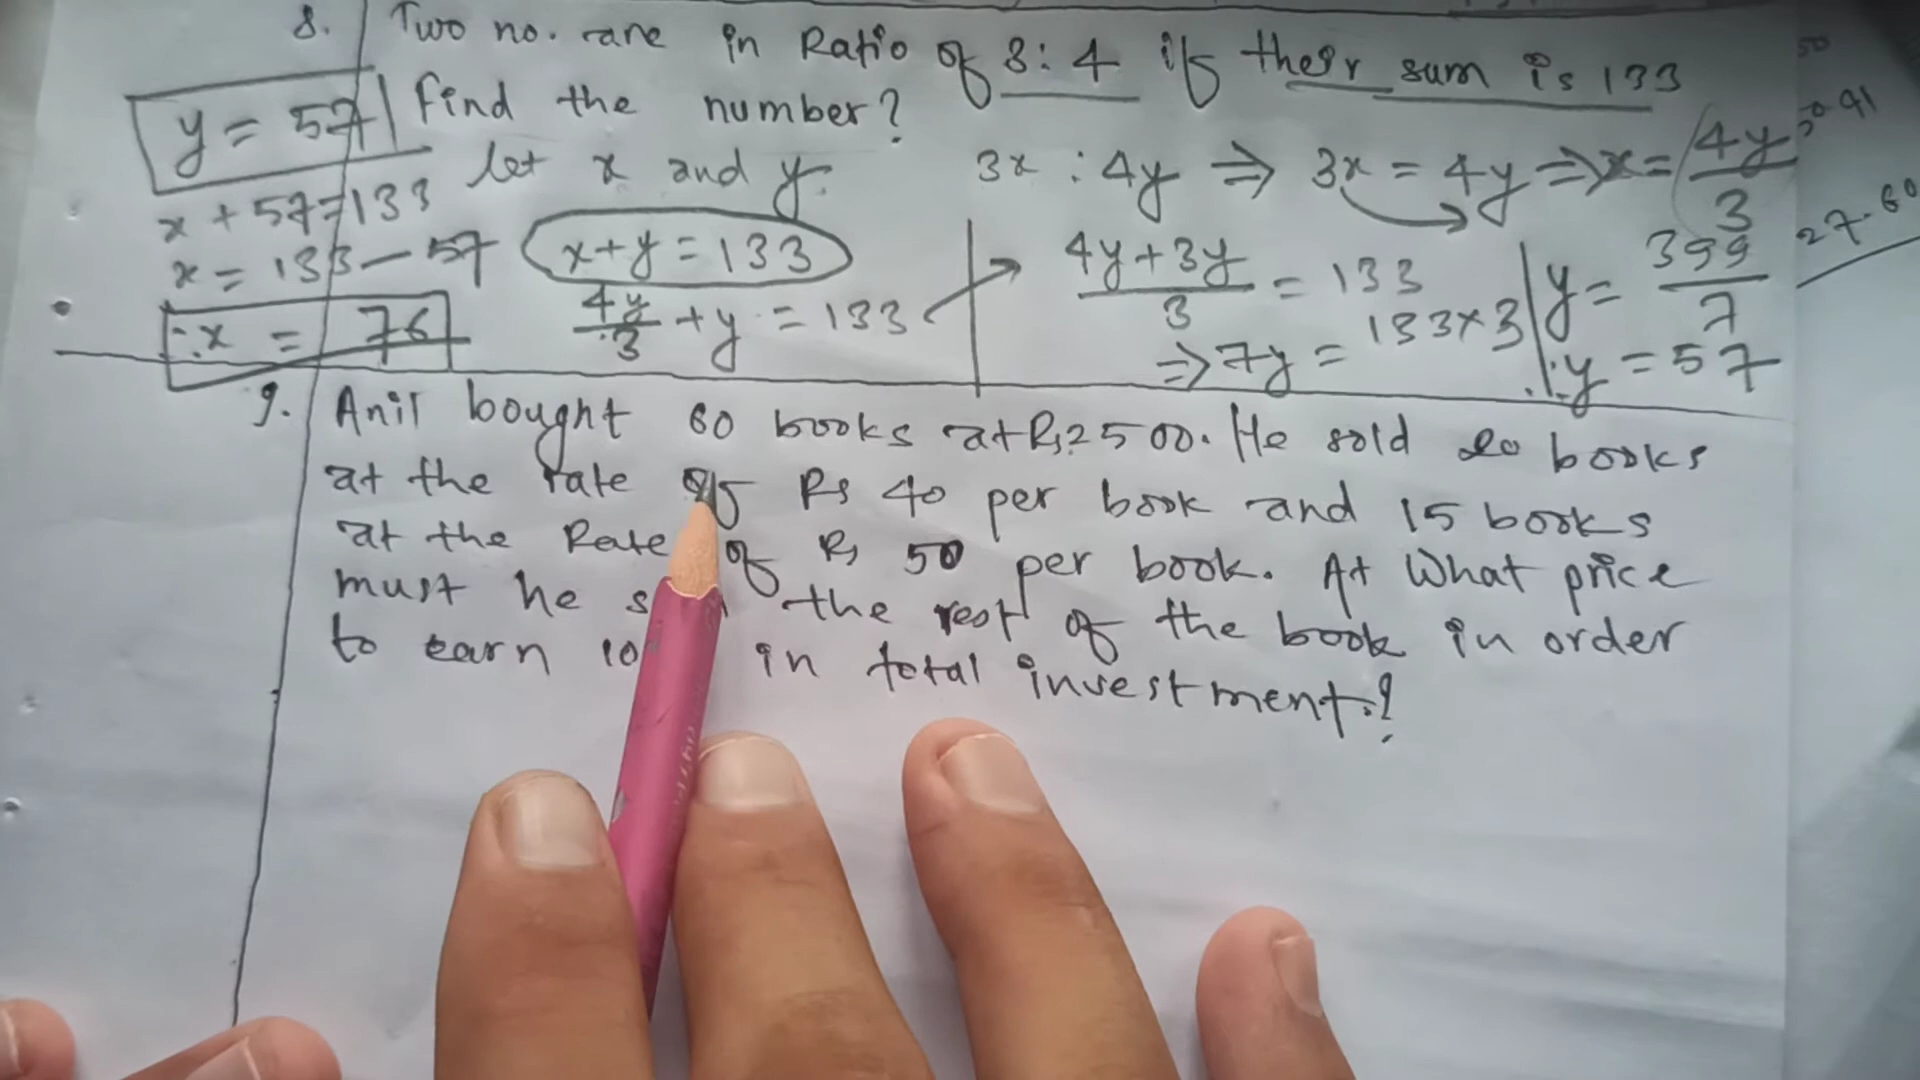 8. Two no. are in Ratio of 3:4 if their sum is 133
Find the number?
y = 57
let x and y.
3x : 4y ⇒ 3x = 4y ⇒ x = 4y/3
x + 57 = 133
x = 133 - 57
∴ x = 76
x + y = 133
4y/3 + y = 133
(4y + 3y)/3 = 133
⇒ 7y = 133 x 3
y = 399/7
∴ y = 57
9. Anil bought 60 books at Rs 2500. He sold 20 books
at the rate of Rs 40 per book and 15 books
at the Rate of Rs 50 per book. At What price
must he the rest of the book in order
to earn in total investment.?